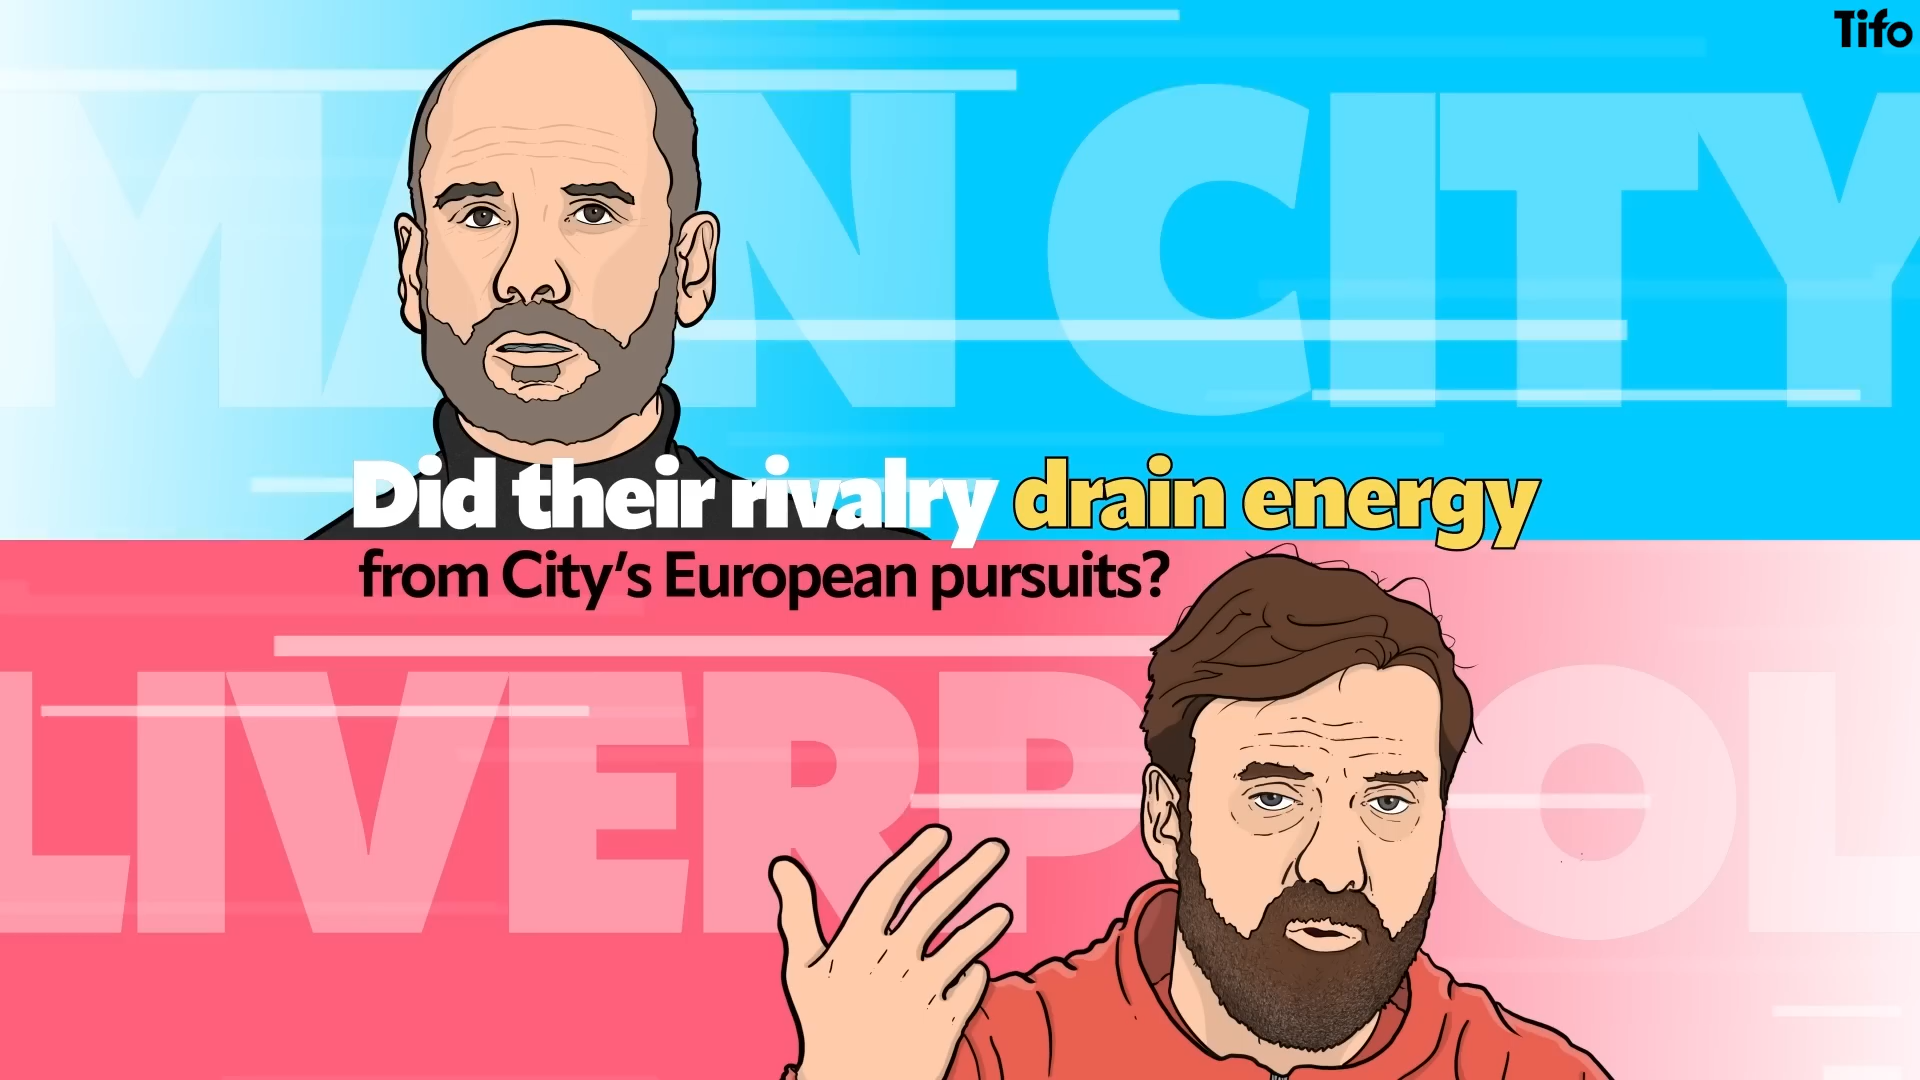 Tifo
MAN CITY
Did their rivalry drain energy
from City's European pursuits?
LIVERPOOL